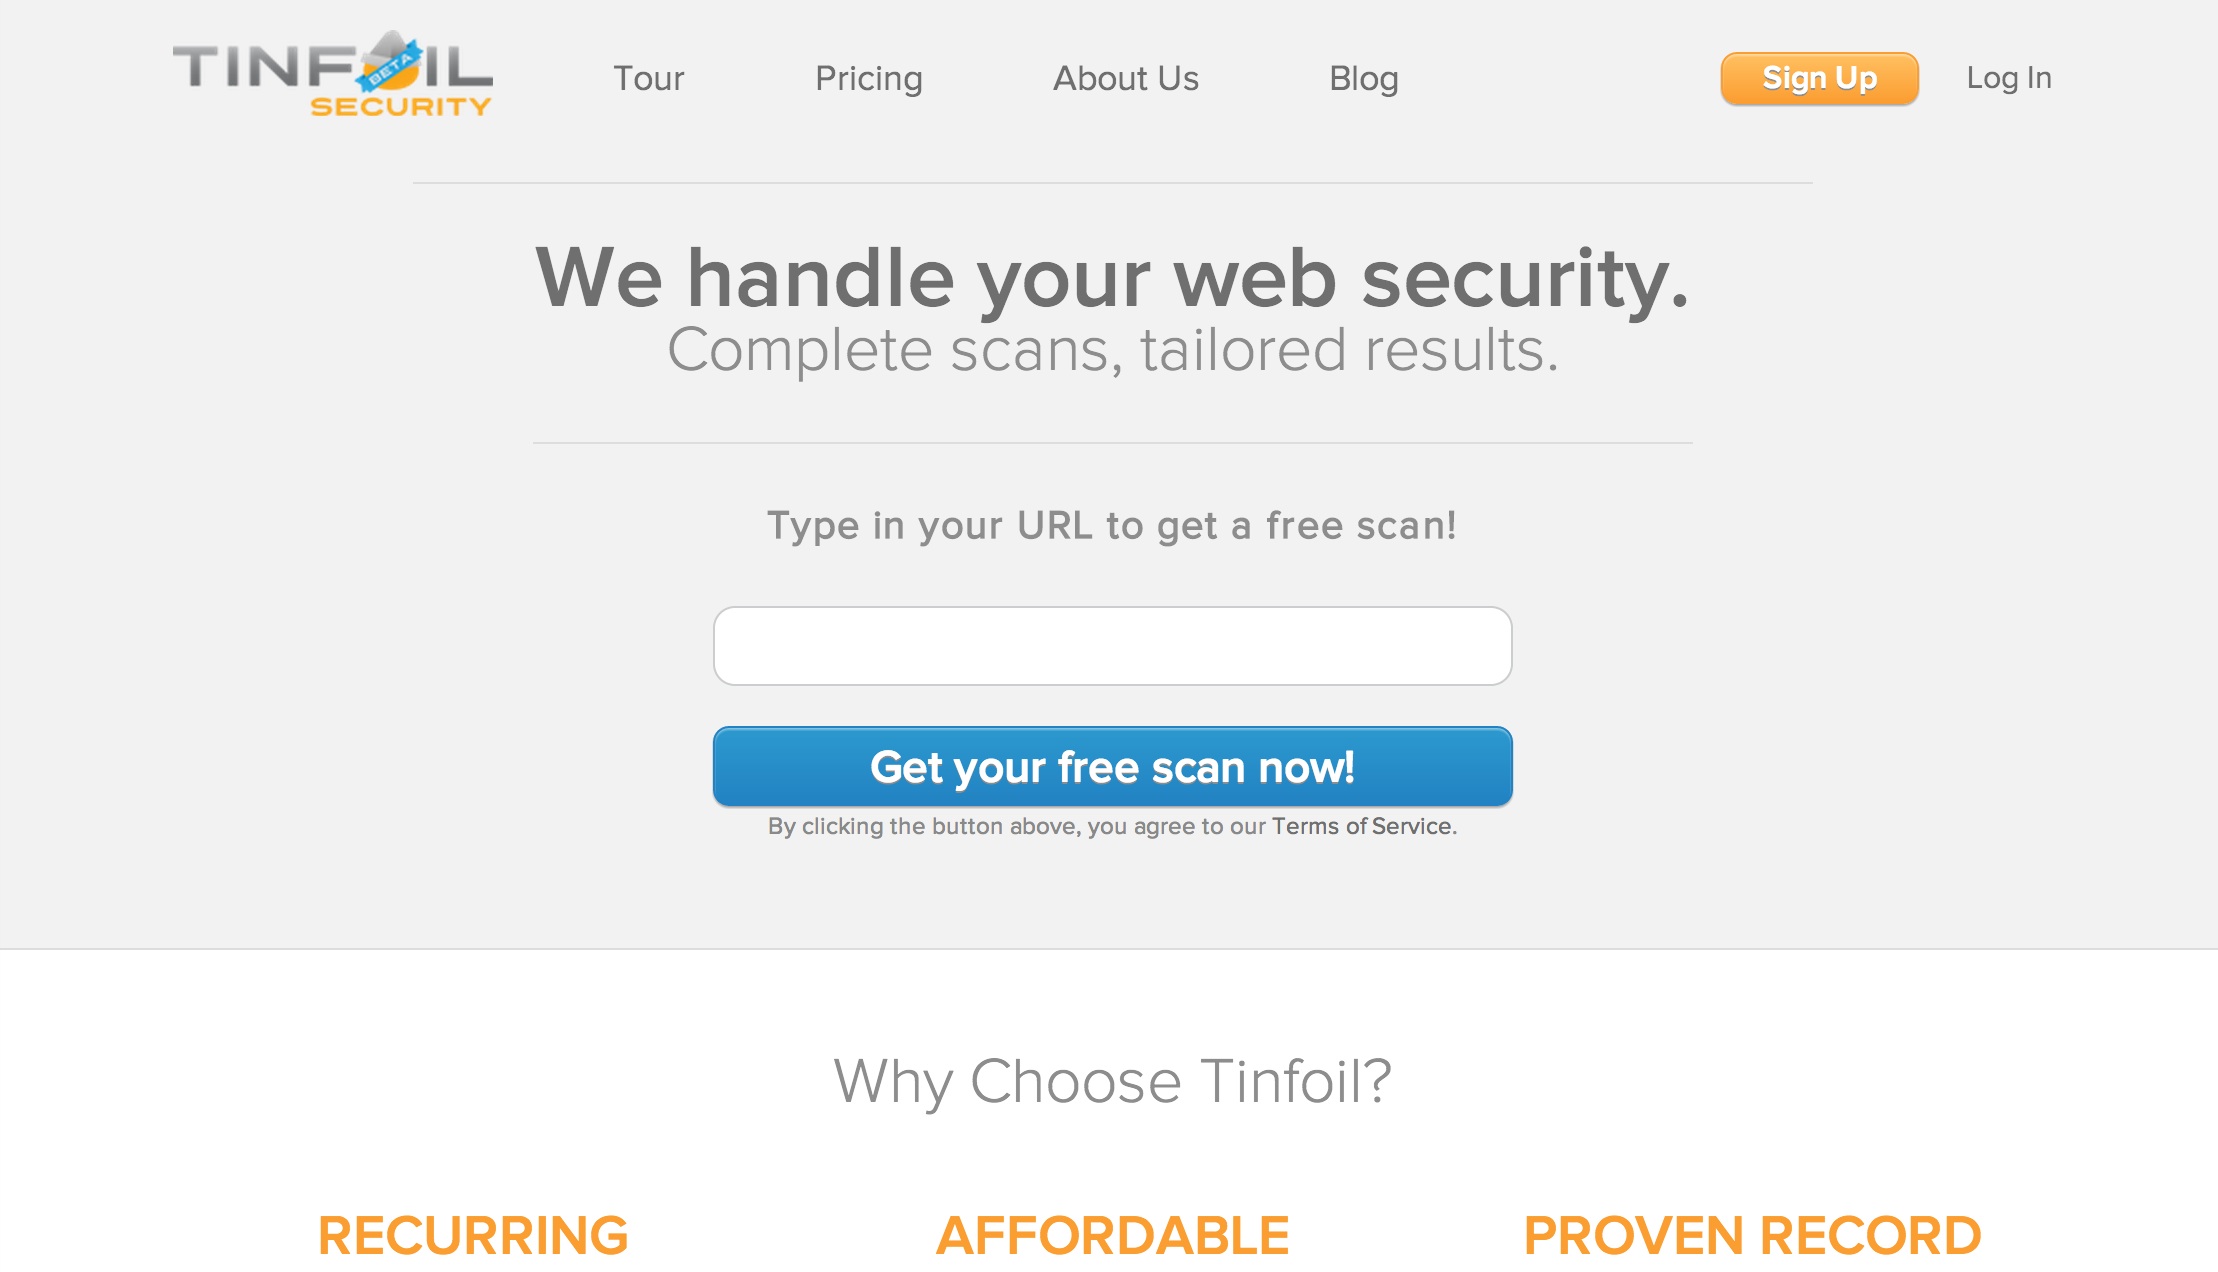 TINFOIL
BETA
SECURITY
Tour
Pricing
About Us
Blog
Sign Up
Log In
We handle your web security.
Complete scans, tailored results.
Type in your URL to get a free scan!
Get your free scan now!
By clicking the button above, you agree to our Terms of Service.
Why Choose Tinfoil?
RECURRING
AFFORDABLE
PROVEN RECORD